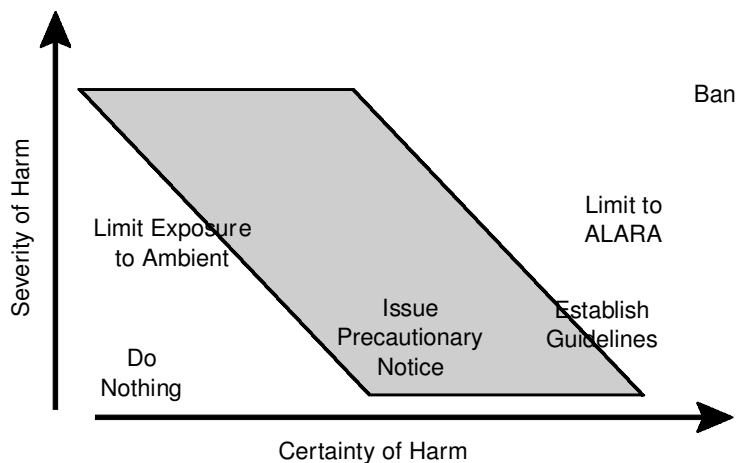 Ban
Severity of Harm
Limit to
ALARA
Limit Exposure
to Ambient
Issue
Precautionary
Notice
Establish
Guidelines
Do
Nothing
Certainty of Harm